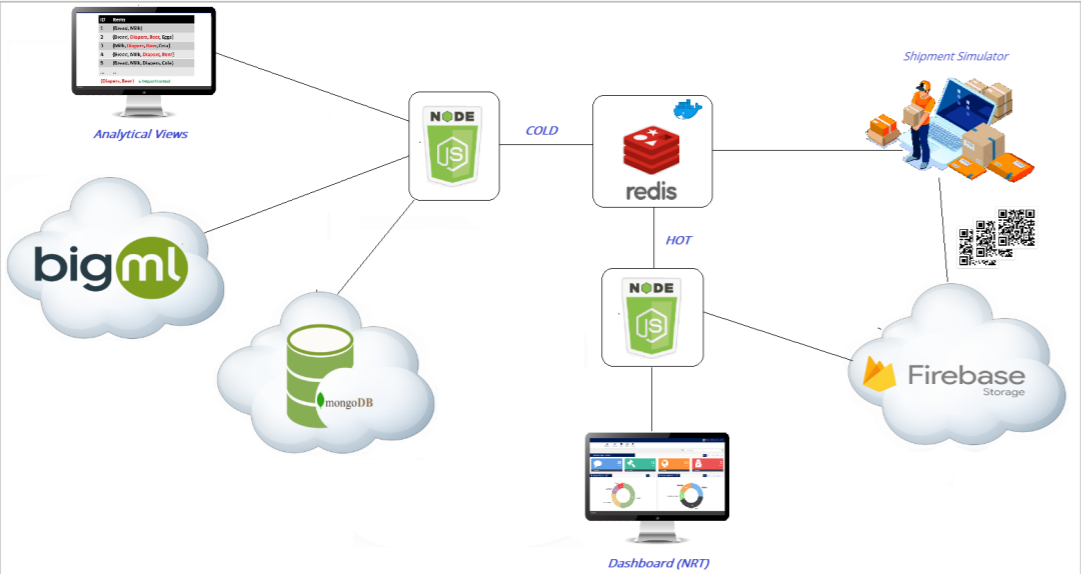 ID Items
1 {Bread, Milk}
2 {Bread, Diapers, Beer, Eggs}
3 {Milk, Diapers, Beer, Cola}
4 {Bread, Milk, Diapers, Beer}
5 {Bread, Milk, Diapers, Cola}
... ...
{Diapers, Beer}
Analytical Views
NODE
JS
COLD
redis
Shipment Simulator
bigml
HOT
NODE
JS
mongoDB
Firebase
Storage
Dashboard (NRT)